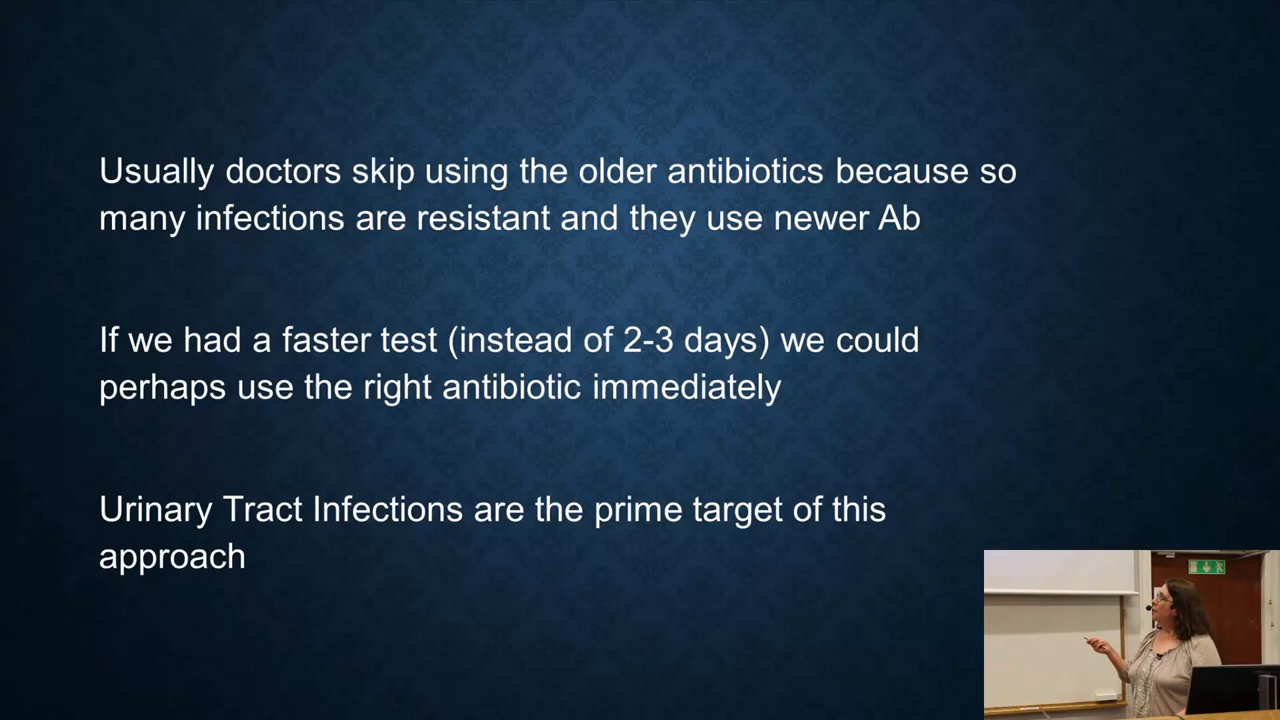 Usually doctors skip using the older antibiotics because so
many infections are resistant and they use newer Ab
If we had a faster test (instead of 2-3 days) we could
perhaps use the right antibiotic immediately
Urinary Tract Infections are the prime target of this
approach